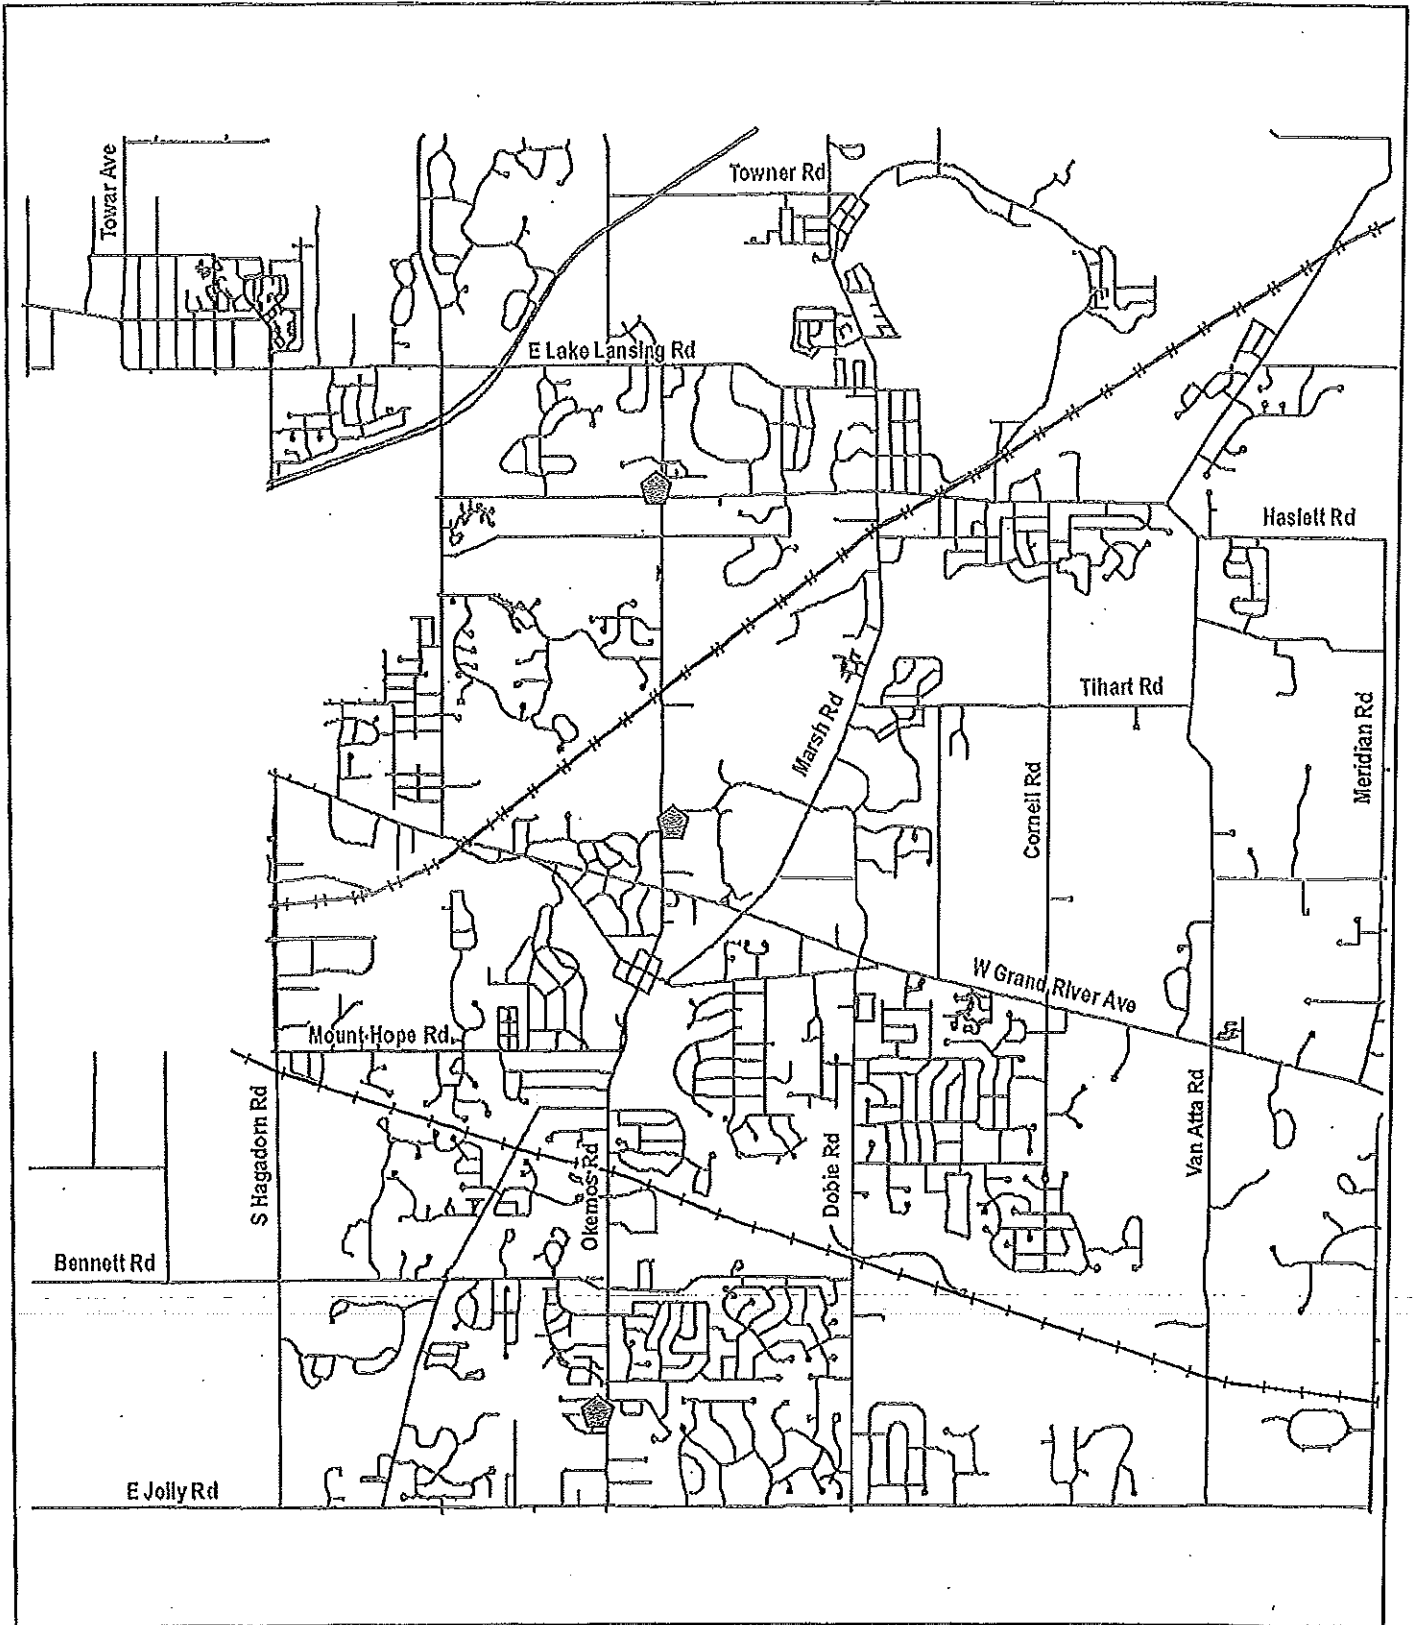 Towar Ave
Towner Rd
E Lake Lansing Rd
Haslett Rd
Tihart Rd
Marsh Rd
Meridian Rd
Cornell Rd
W Grand River Ave
Mount Hope Rd
S Hagadorn Rd
Okemos Rd
Dobie Rd
Van Atta Rd
Bennett Rd
E Jolly Rd